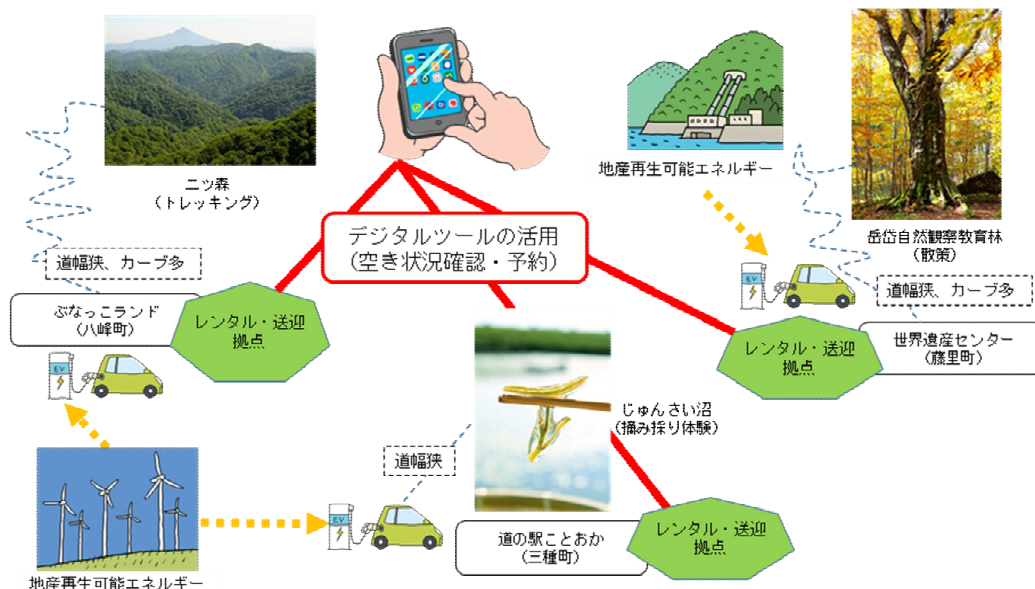 二ツ森
(トレッキング)
地産再生可能エネルギー
岳岱自然観察教育林
(散策)
デジタルツールの活用
(空き状況確認・予約)
道幅狭、カーブ多
ぶなっこランド
(八峰町)
レンタル・送迎
拠点
EV
道幅狭、カーブ多
世界遺産センター
(藤里町)
レンタル・送迎
拠点
EV
じゅんさい沼
(摘み採り体験)
道幅狭
EV
道の駅ことおか
(三種町)
レンタル・送迎
拠点
地産再生可能エネルギー